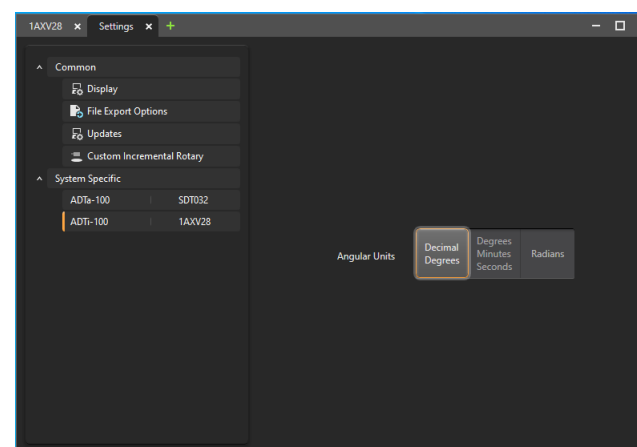 1AXV28
Settings
Common
Display
File Export Options
Updates
Custom Incremental Rotary
System Specific
ADTa-100 SDT032
ADTi-100 1AXV28
Angular Units
Decimal
Degrees
Degrees
Minutes
Seconds
Radians